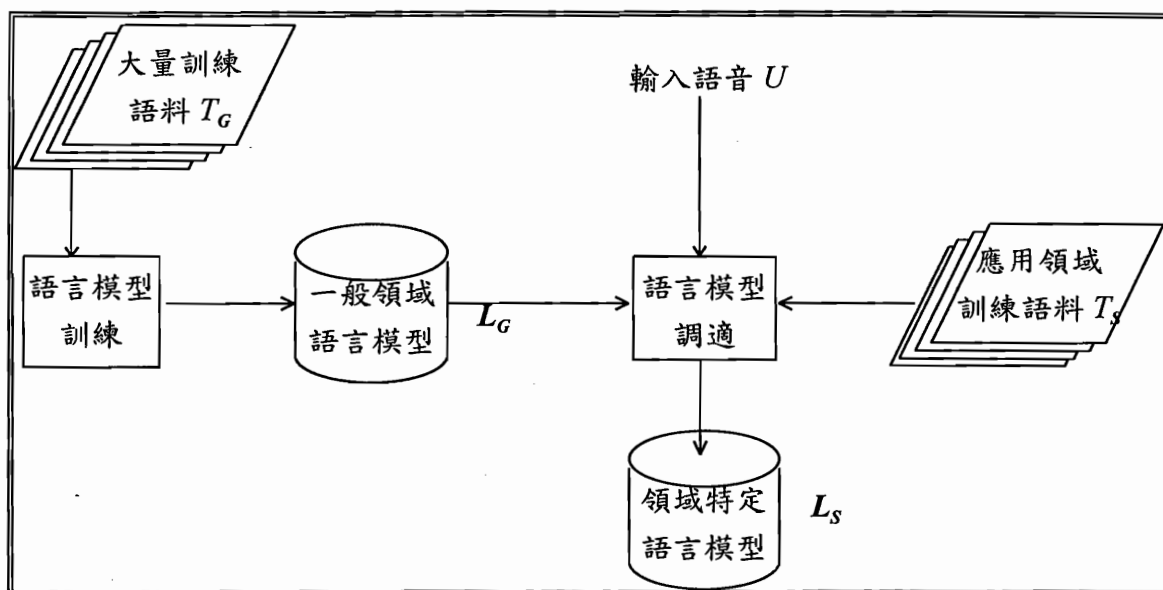 大量訓練
語料 T_G
輸入語音 U
語言模型
訓練
一般領域
語言模型
L_G
語言模型
調適
應用領域
訓練語料 T_S
領域特定
語言模型
L_S